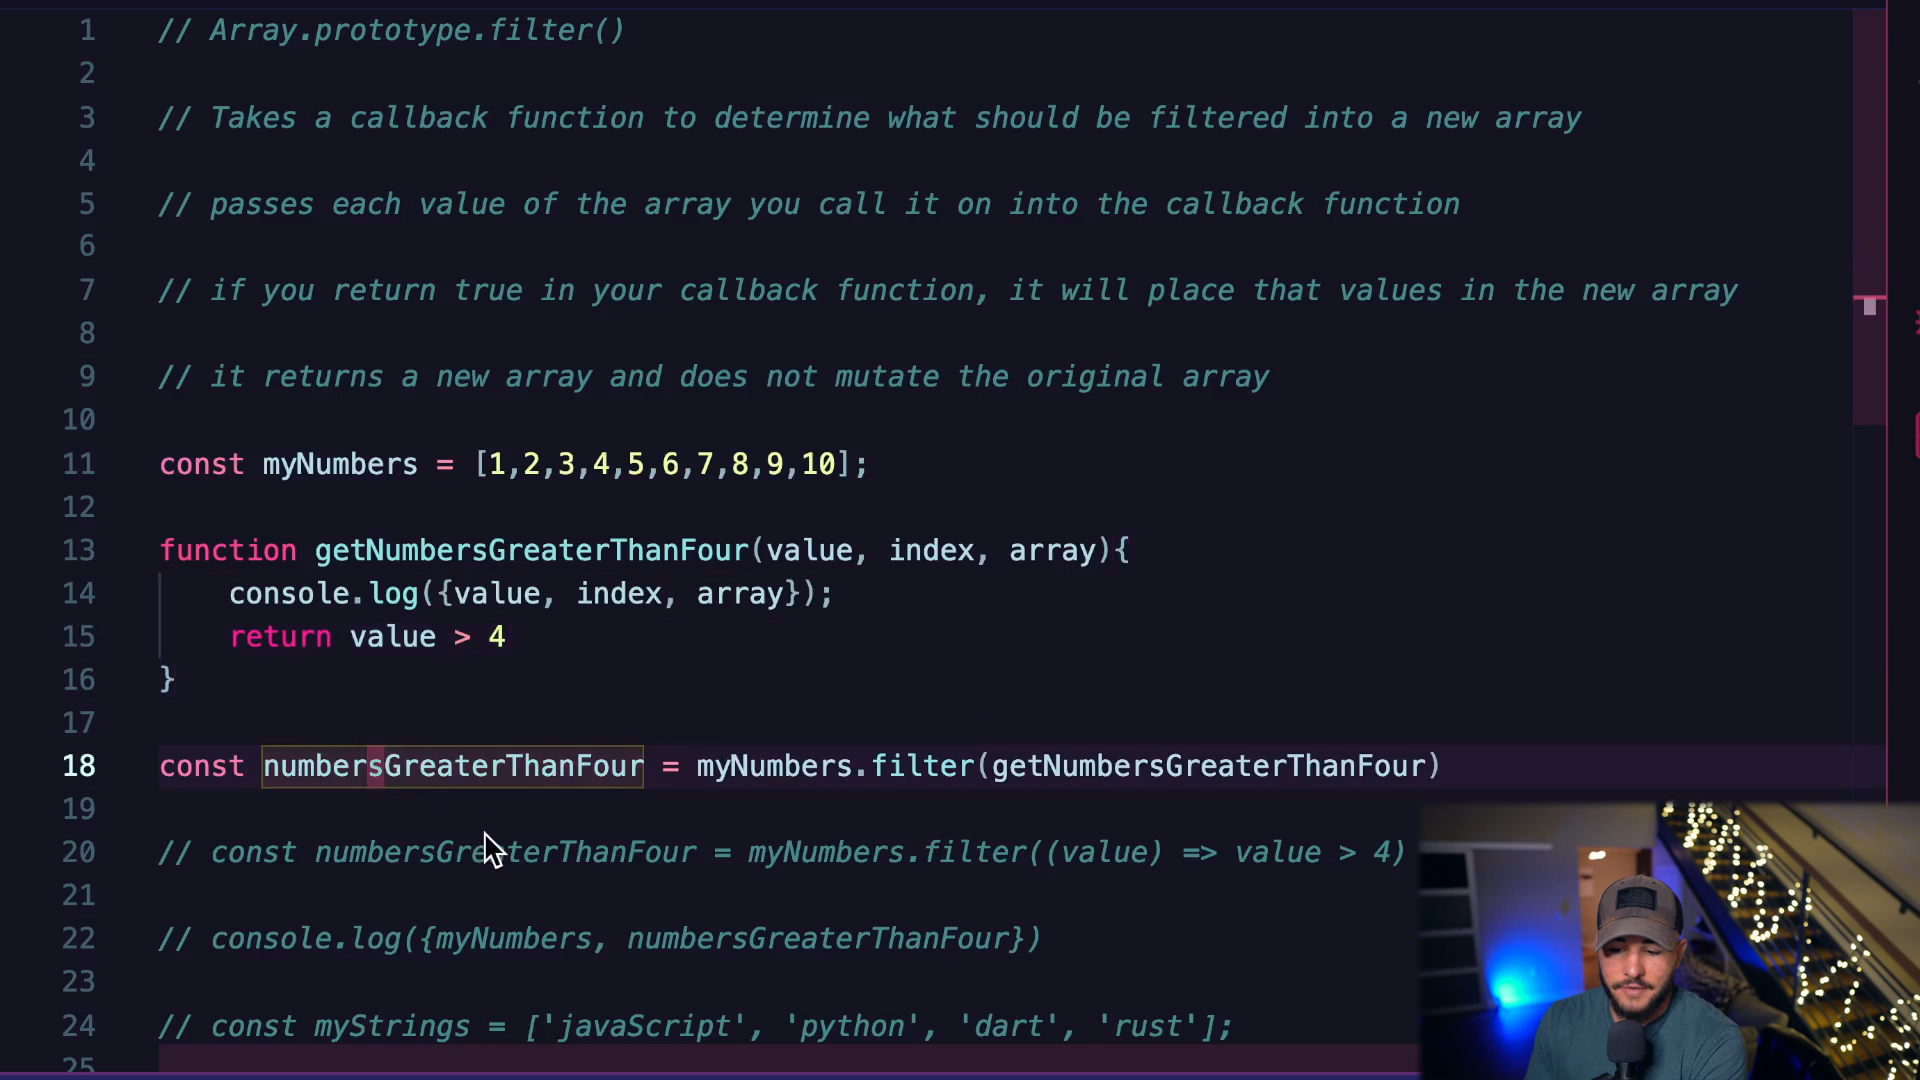 1 // Array.prototype.filter()
2
3 // Takes a callback function to determine what should be filtered into a new array
4
5 // passes each value of the array you call it on into the callback function
6
7 // if you return true in your callback function, it will place that values in the new array
8
9 // it returns a new array and does not mutate the original array
10
11 const myNumbers = [1,2,3,4,5,6,7,8,9,10];
12
13 function getNumbersGreaterThanFour(value, index, array){
14 console.log({value, index, array});
15 return value > 4
16 }
17
18 const numbersGreaterThanFour = myNumbers.filter(getNumbersGreaterThanFour)
19
20 // const numbersGreaterThanFour = myNumbers.filter((value) => value > 4)
21
22 // console.log({myNumbers, numbersGreaterThanFour})
23
24 // const myStrings = ['javaScript', 'python', 'dart', 'rust'];
25